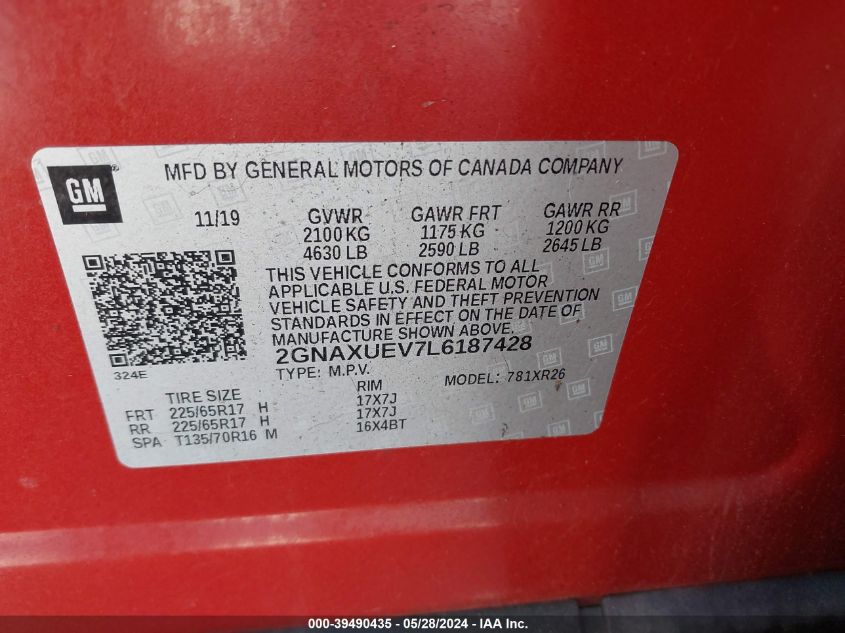 GM
MFD BY GENERAL MOTORS OF CANADA COMPANY
11/19 GVWR GAWR FRT GAWR RR
2100 KG 1175 KG 1200 KG
4630 LB 2590 LB 2645 LB
THIS VEHICLE CONFORMS TO ALL
APPLICABLE U.S. FEDERAL MOTOR
VEHICLE SAFETY AND THEFT PREVENTION
STANDARDS IN EFFECT ON THE DATE OF
MANUFACTURE SHOWN ABOVE.
2GNAXUEV7L6187428
324E TYPE: M.P.V. MODEL: 781XR26
TIRE SIZE RIM
FRT 225/65R17 H 17X7J
RR 225/65R17 H 17X7J
SPA T135/70R16 M 16X4BT
000-39490435 - 05/28/2024 - IAA Inc.